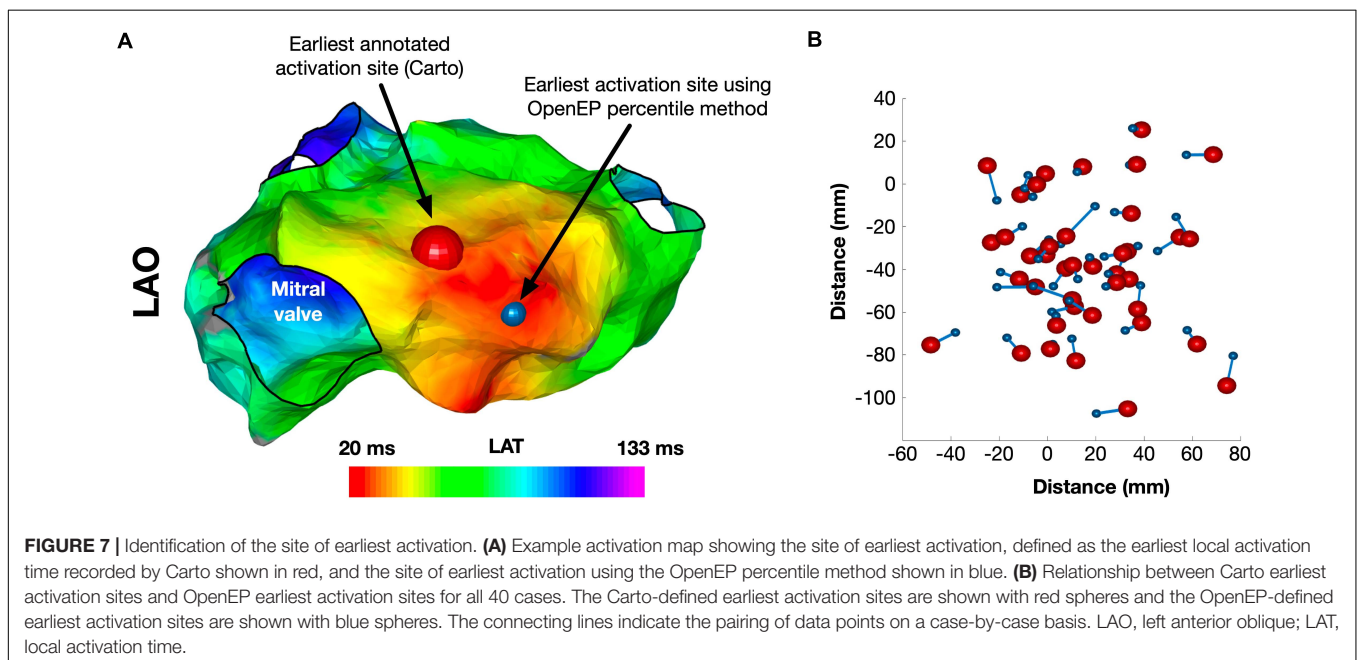 A
Earliest annotated
activation site (Carto)
Earliest activation site using
OpenEP percentile method
LAO
Mitral
valve
20 ms LAT 133 ms
B
40
20
0
-20
-40
-60
-80
-100
Distance (mm)
-60 -40 -20 0 20 40 60 80
Distance (mm)
FIGURE 7 | Identification of the site of earliest activation. (A) Example activation map showing the site of earliest activation, defined as the earliest local activation
time recorded by Carto shown in red, and the site of earliest activation using the OpenEP percentile method shown in blue. (B) Relationship between Carto earliest
activation sites and OpenEP earliest activation sites for all 40 cases. The Carto-defined earliest activation sites are shown with red spheres and the OpenEP-defined
earliest activation sites are shown with blue spheres. The connecting lines indicate the pairing of data points on a case-by-case basis. LAO, left anterior oblique; LAT,
local activation time.